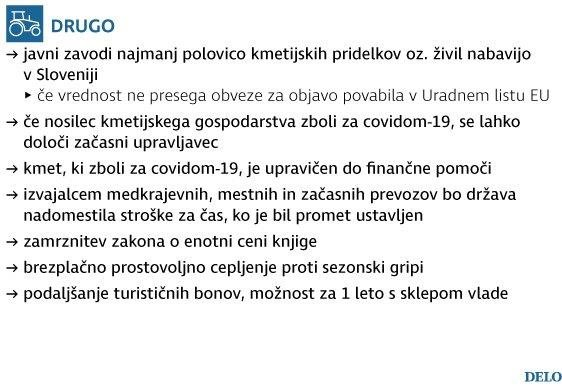 DRUGO
→ javni zavodi najmanj polovico kmetijskih pridelkov oz. živil nabavijo
v Sloveniji
▸ če vrednost ne presega obveze za objavo povabila v Uradnem listu EU
→ če nosilec kmetijskega gospodarstva zboli za covidom-19, se lahko
določi začasni upravljavec
→ kmet, ki zboli za covidom-19, je upravičen do finančne pomoči
→ izvajalcem medkrajevnih, mestnih in začasnih prevozov bo država
nadomestila stroške za čas, ko je bil promet ustavljen
→ zamrznitev zakona o enotni ceni knjige
→ brezplačno prostovoljno cepljenje proti sezonski gripi
→ podaljšanje turističnih bonov, možnost za 1 leto s sklepom vlade
DELO